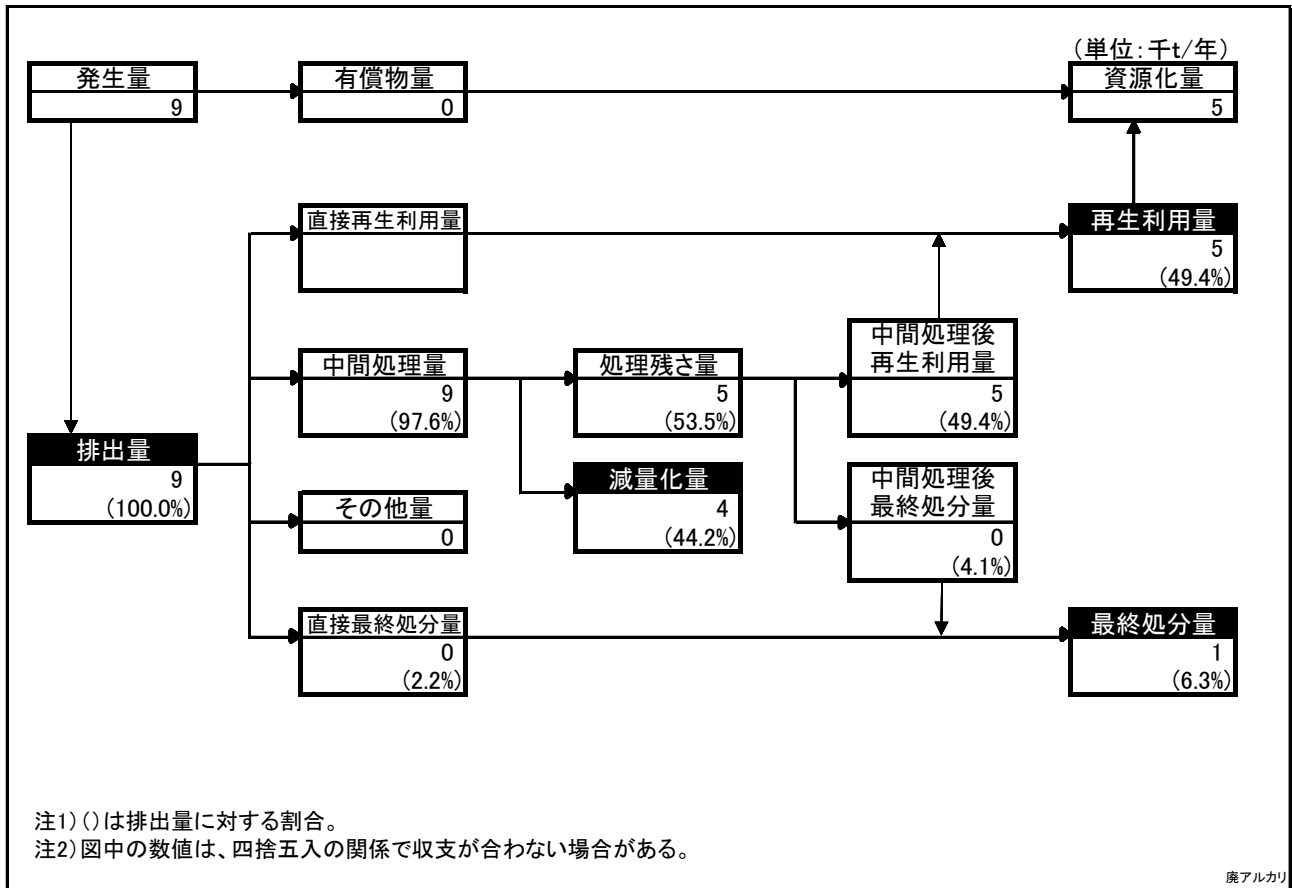 (単位:千t/年)
発生量
9
有償物量
0
資源化量
5
直接再生利用量
再生利用量
5
(49.4%)
中間処理量
9
(97.6%)
処理残さ量
5
(53.5%)
中間処理後
再生利用量
5
(49.4%)
排出量
9
(100.0%)
減量化量
4
(44.2%)
その他量
0
中間処理後
最終処分量
0
(4.1%)
直接最終処分量
0
(2.2%)
最終処分量
1
(6.3%)
注1)()は排出量に対する割合。
注2)図中の数値は、四捨五入の関係で収支が合わない場合がある。
廃アルカリ